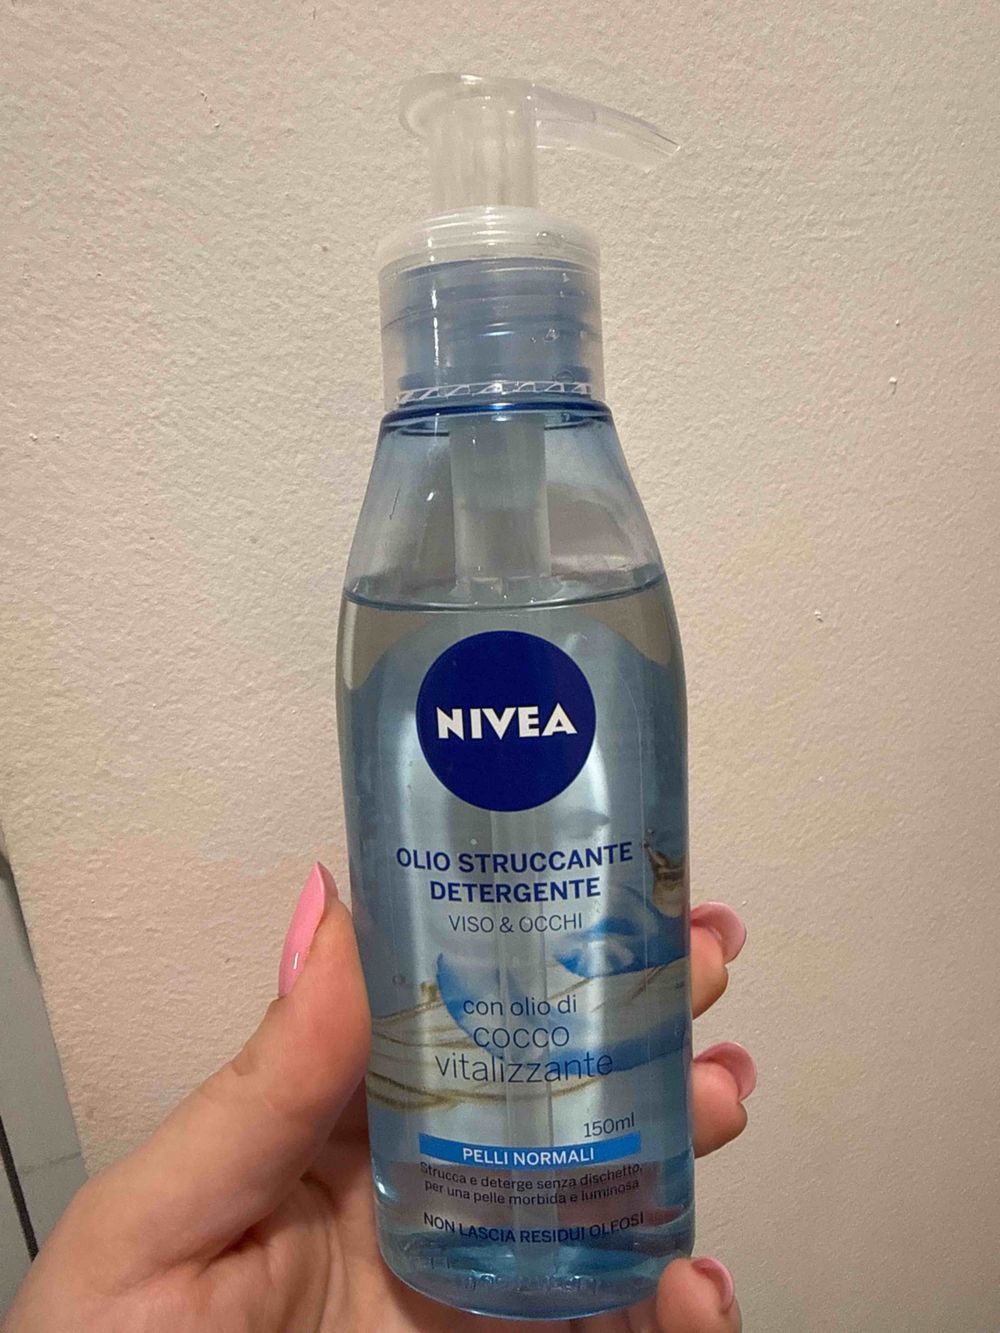 NIVEA
OLIO STRUCCANTE
DETERGENTE
VISO & OCCHI
con olio di
COCCO
vitalizzante
150ml
PELLI NORMALI
Strucca e deterge senza dischetto,
per una pelle morbida e luminosa
NON LASCIA RESIDUI OLEOSI